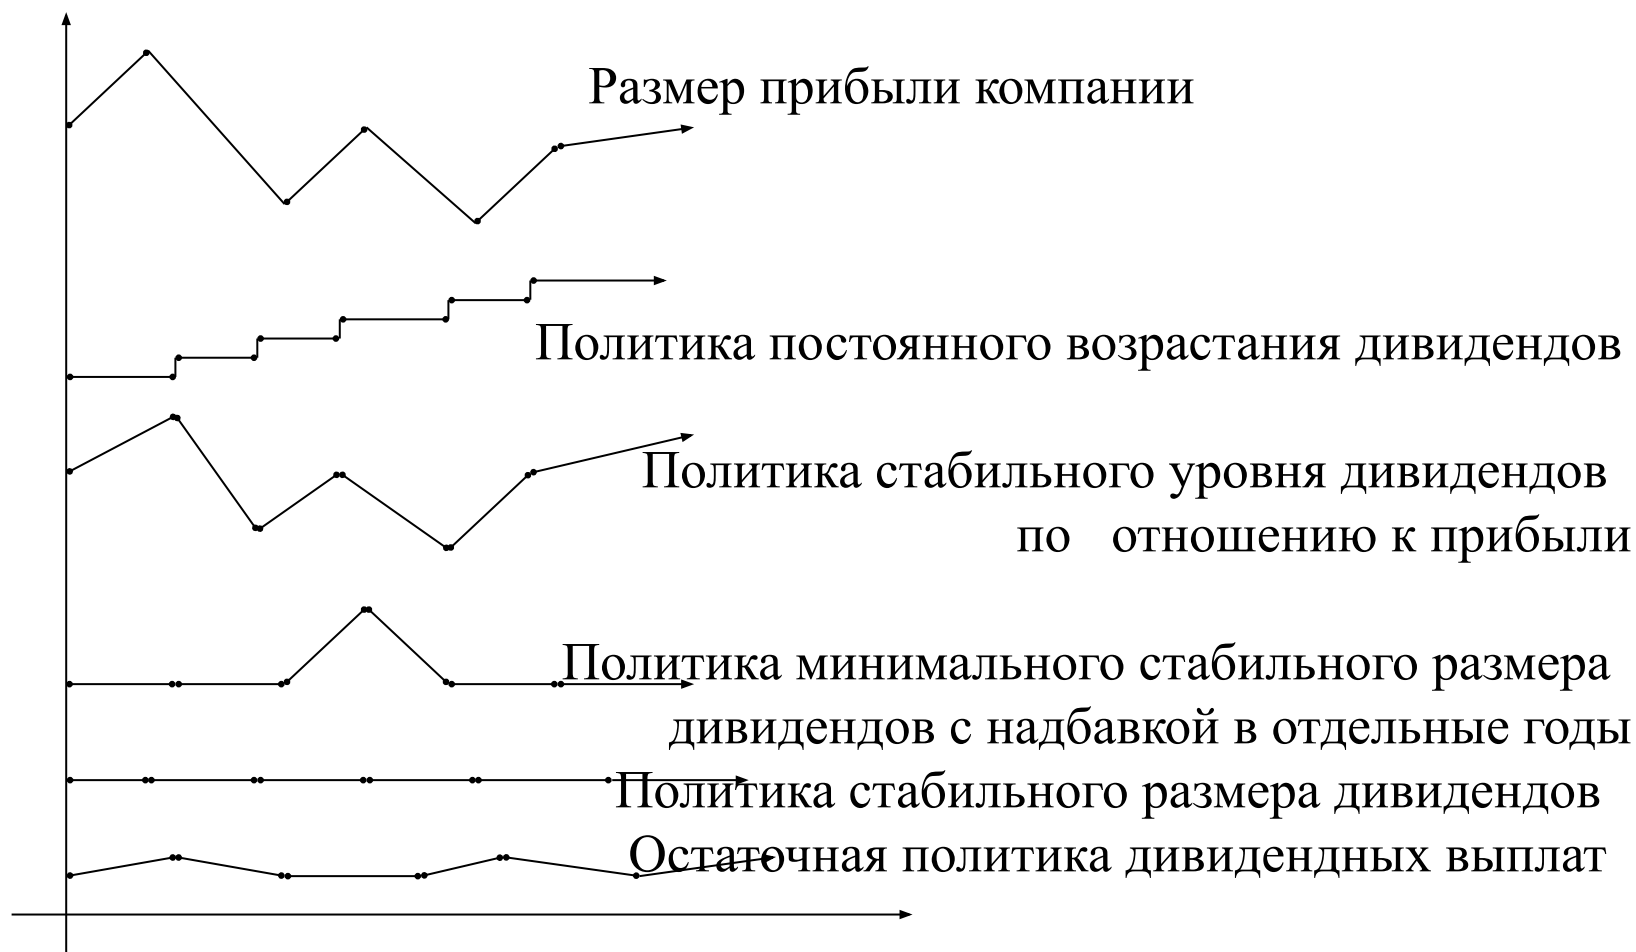 Размер прибыли компании
Политика постоянного возрастания дивидендов
Политика стабильного уровня дивидендов
по отношению к прибыли
Политика минимального стабильного размера
дивидендов с надбавкой в отдельные годы
Политика стабильного размера дивидендов
Остаточная политика дивидендных выплат